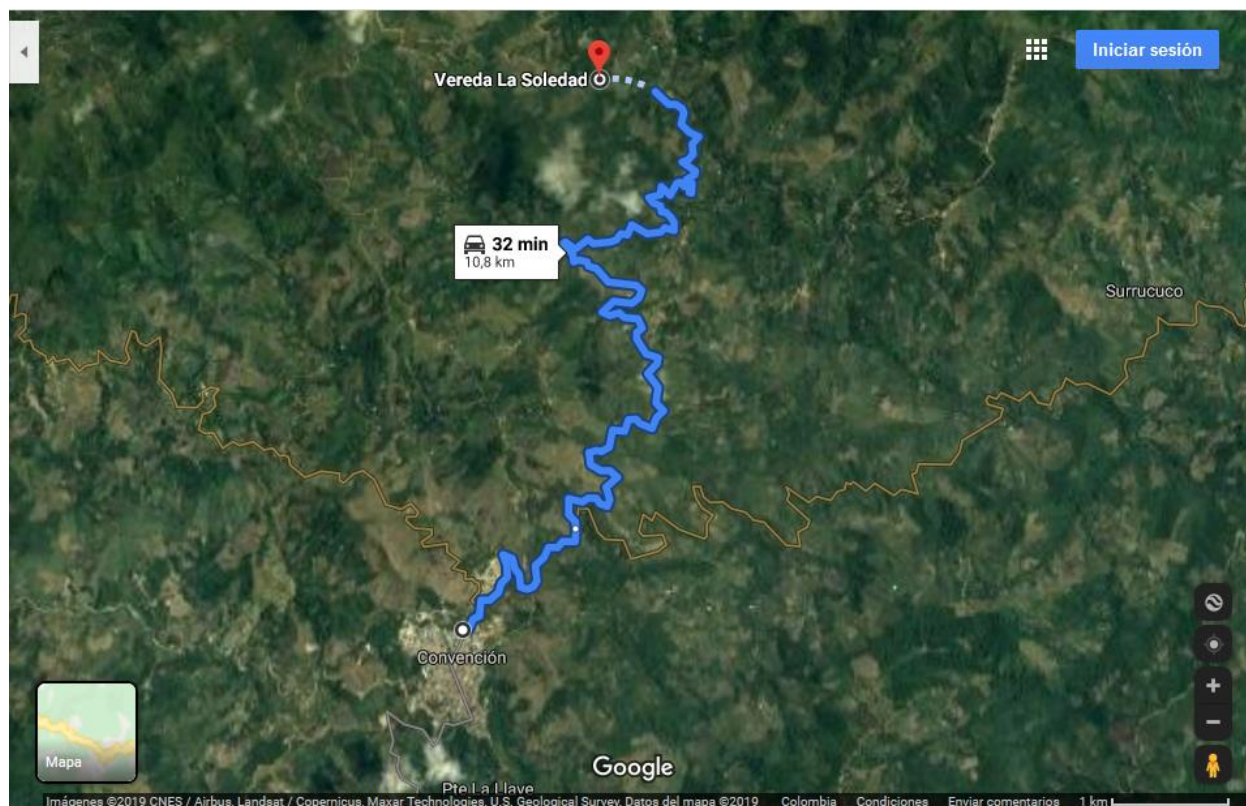 Iniciar sesión
Vereda La Soledad
32 min
10,8 km
Surrucuco
Convención
Mapa
Google
Pte La Llave
Imágenes ©2019 CNES / Airbus, Landsat / Copernicus, Maxar Technologies, U.S. Geological Survey, Datos del mapa ©2019 Colombia Condiciones Enviar comentarios 1 km